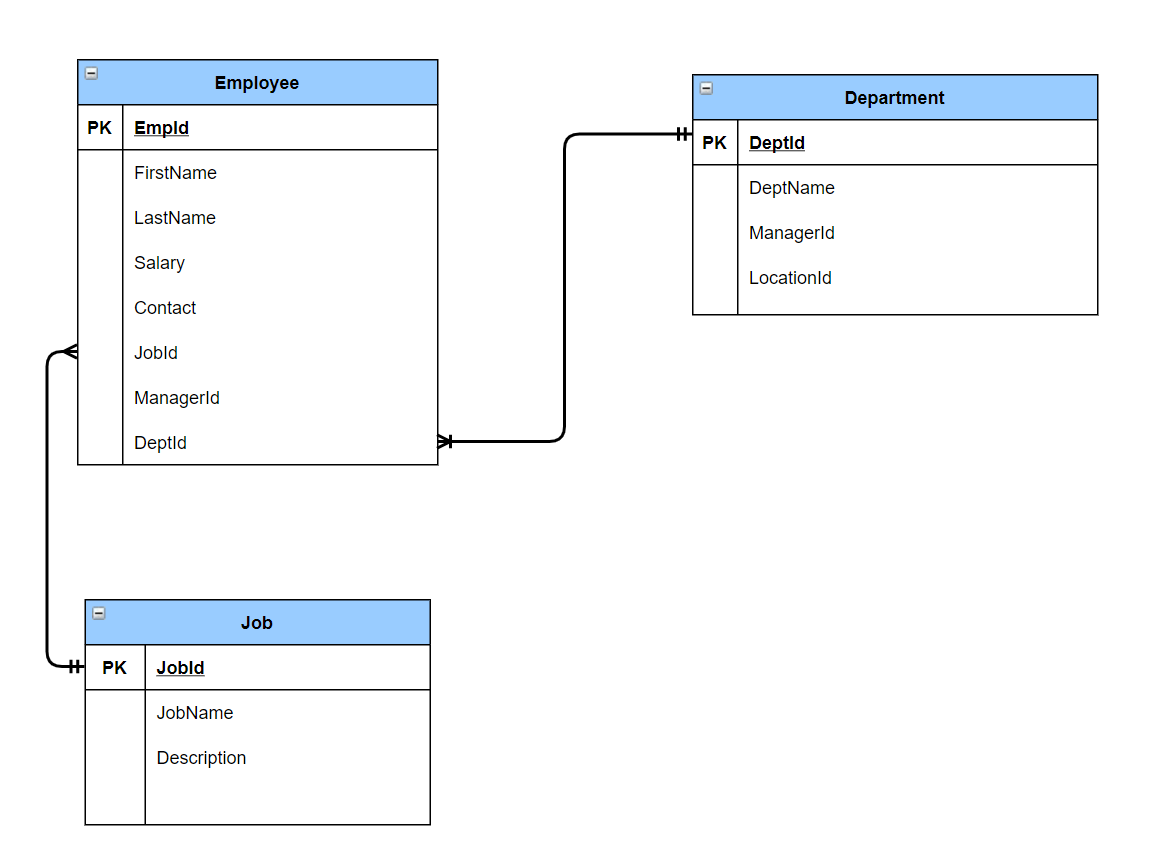 Employee
PK EmpId
FirstName
LastName
Salary
Contact
JobId
ManagerId
DeptId
Department
PK DeptId
DeptName
ManagerId
LocationId
Job
PK JobId
JobName
Description